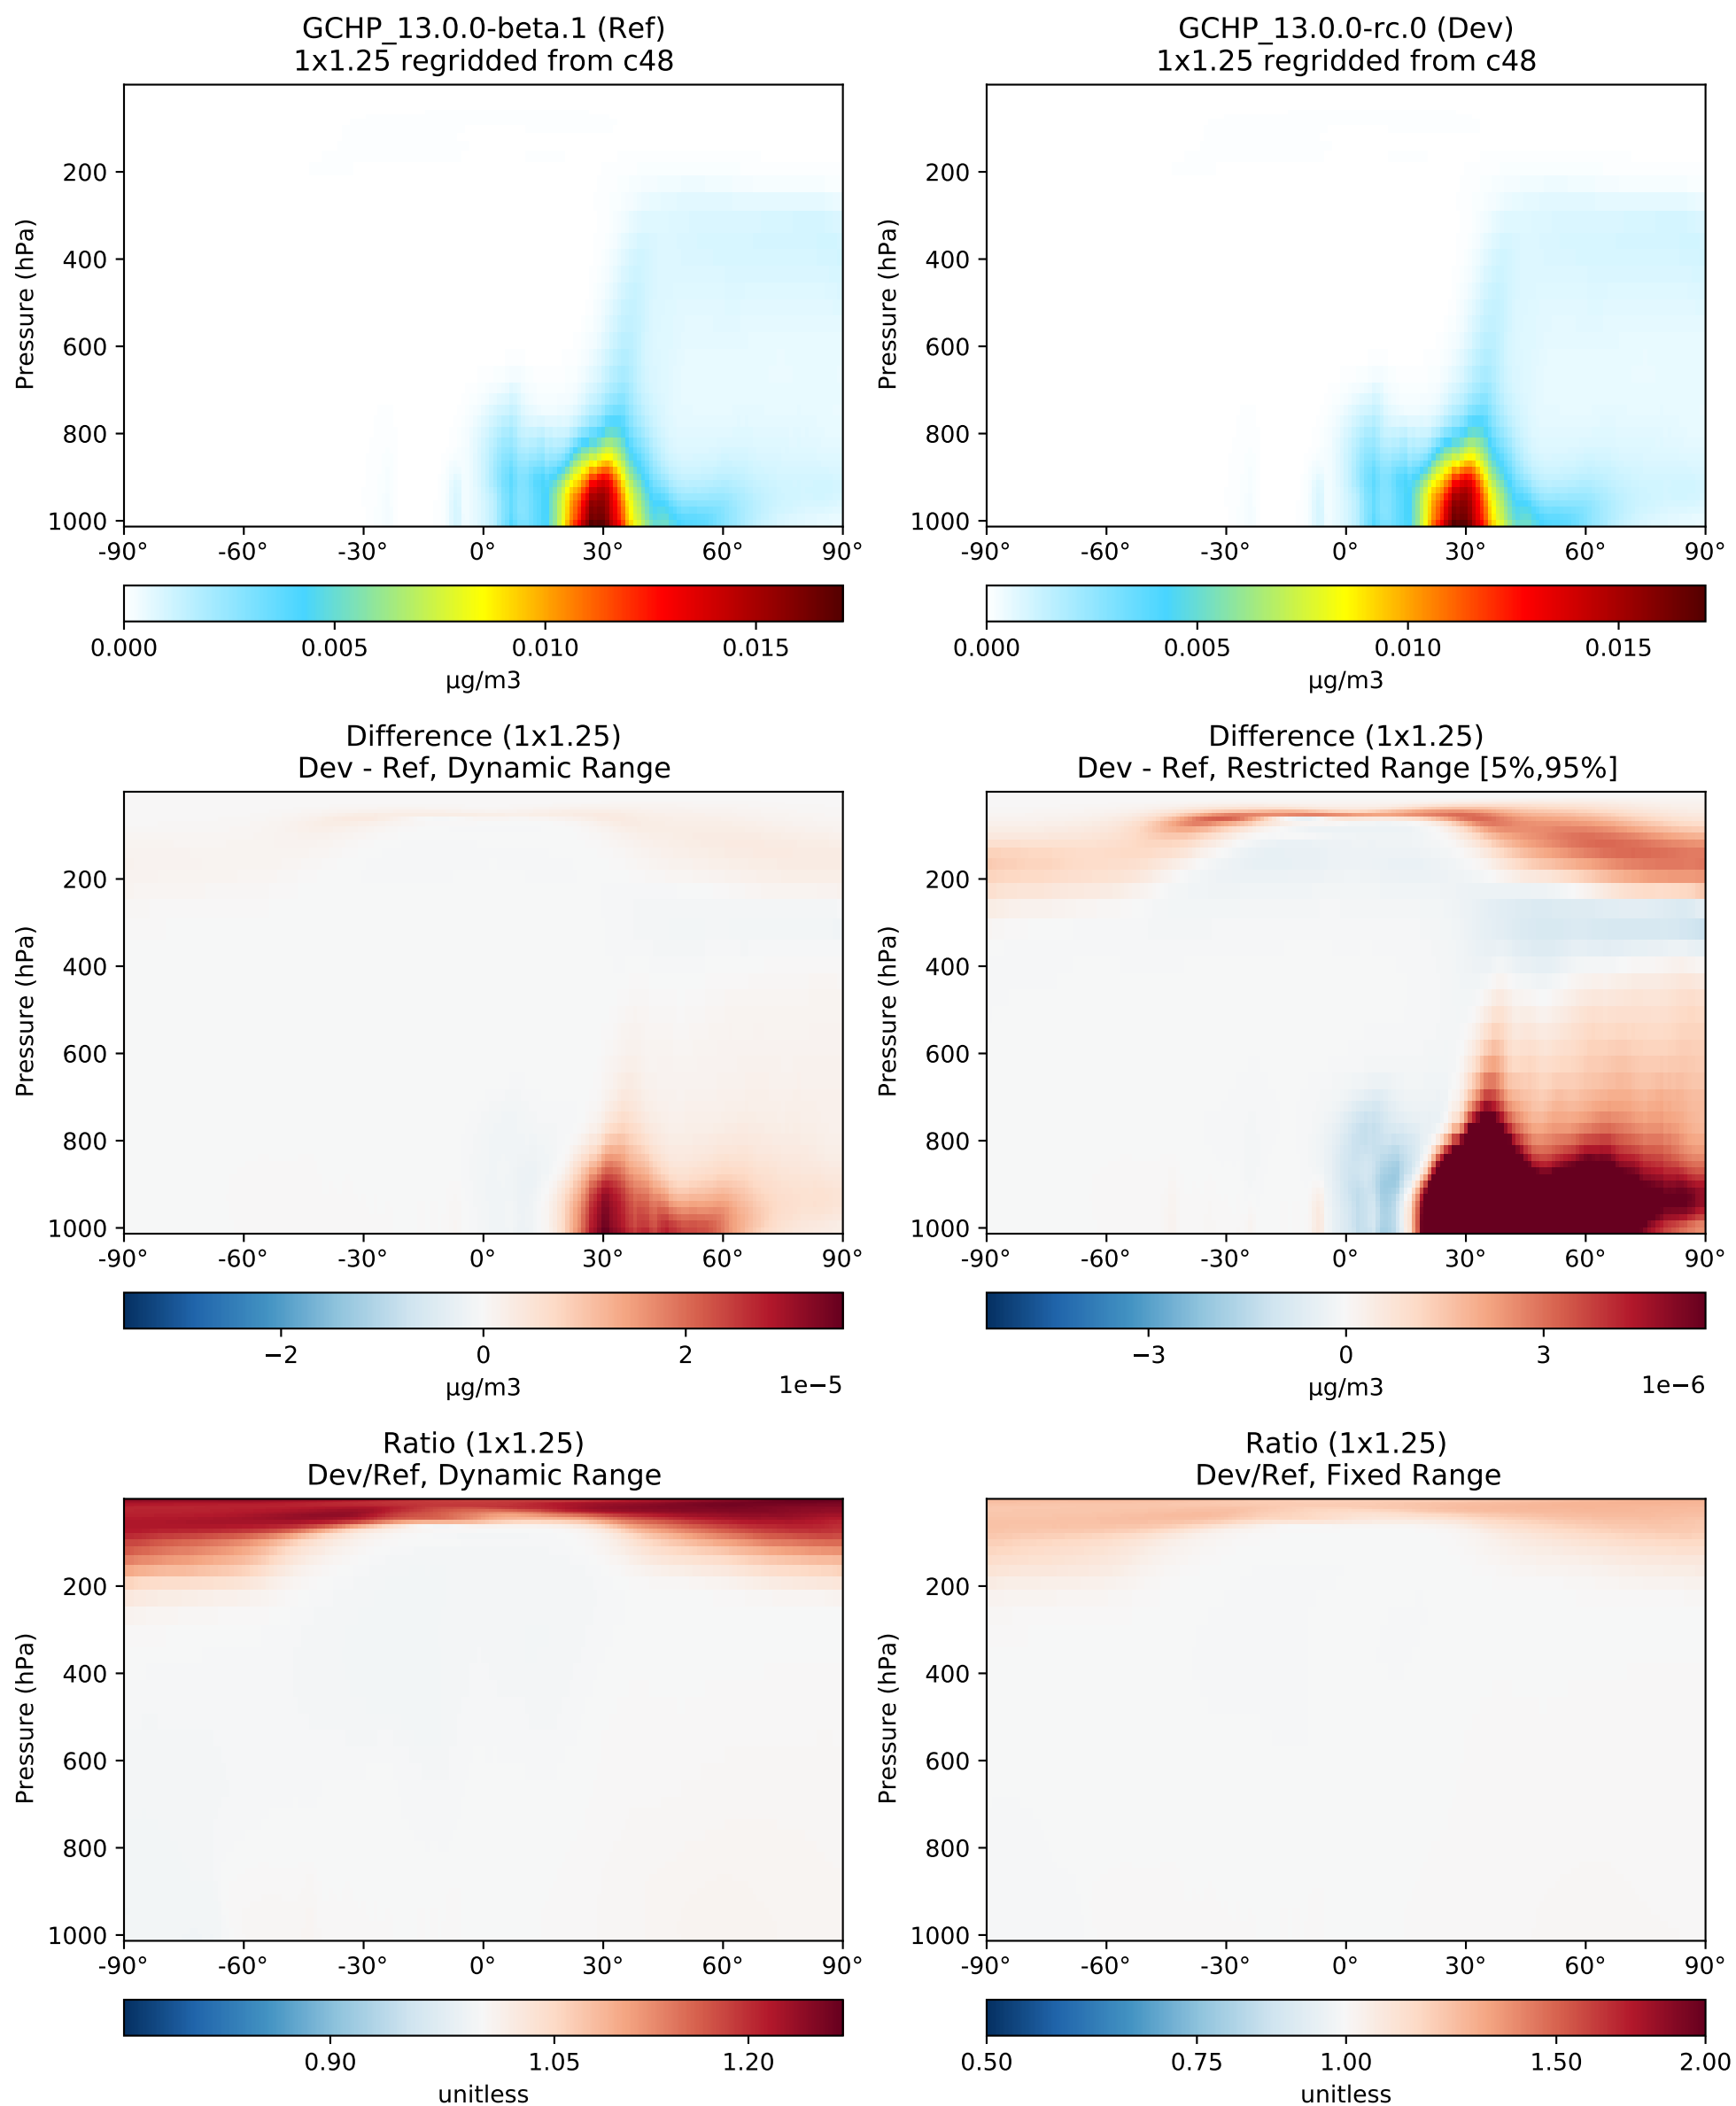 GCHP_13.0.0-beta.1 (Ref)
1x1.25 regridded from c48
Pressure (hPa)
200
400
600
800
1000
-90° -60° -30° 0° 30° 60° 90°
0.000 0.005 0.010 0.015
µg/m3
GCHP_13.0.0-rc.0 (Dev)
1x1.25 regridded from c48
Pressure (hPa)
200
400
600
800
1000
-90° -60° -30° 0° 30° 60° 90°
0.000 0.005 0.010 0.015
µg/m3
Difference (1x1.25)
Dev - Ref, Dynamic Range
Pressure (hPa)
200
400
600
800
1000
-90° -60° -30° 0° 30° 60° 90°
−2 0 2
µg/m3 1e−5
Difference (1x1.25)
Dev - Ref, Restricted Range [5%,95%]
Pressure (hPa)
200
400
600
800
1000
-90° -60° -30° 0° 30° 60° 90°
−3 0 3
µg/m3 1e−6
Ratio (1x1.25)
Dev/Ref, Dynamic Range
Pressure (hPa)
200
400
600
800
1000
-90° -60° -30° 0° 30° 60° 90°
0.90 1.05 1.20
unitless
Ratio (1x1.25)
Dev/Ref, Fixed Range
Pressure (hPa)
200
400
600
800
1000
-90° -60° -30° 0° 30° 60° 90°
0.50 0.75 1.00 1.50 2.00
unitless